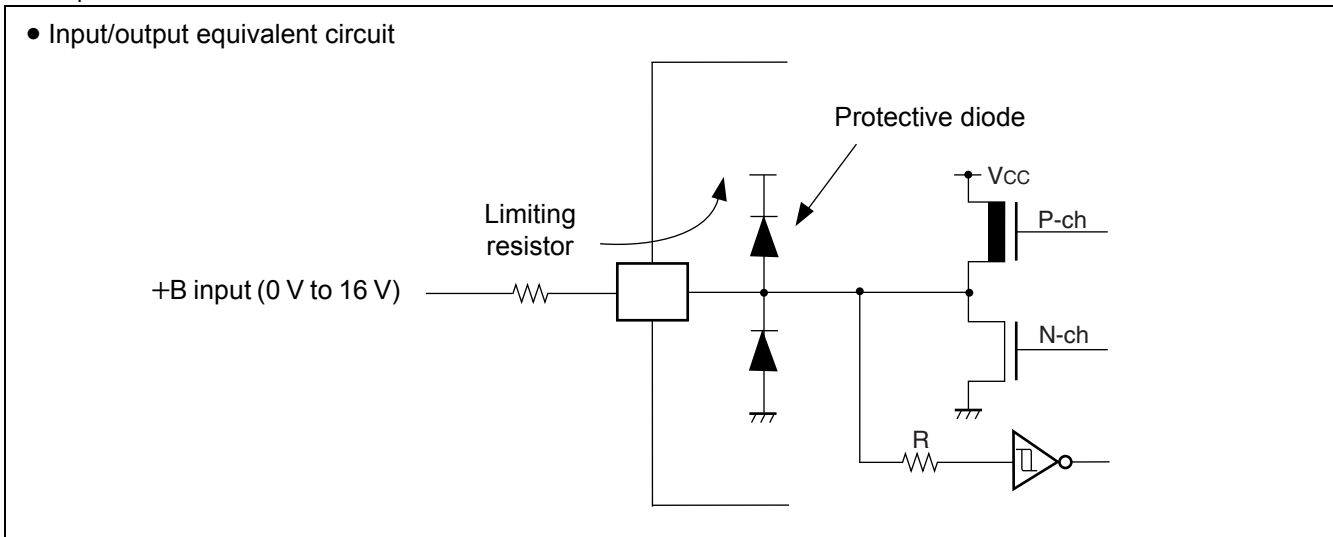 ● Input/output equivalent circuit
Protective diode
VCC
Limiting
resistor
P-ch
+B input (0 V to 16 V)
N-ch
R